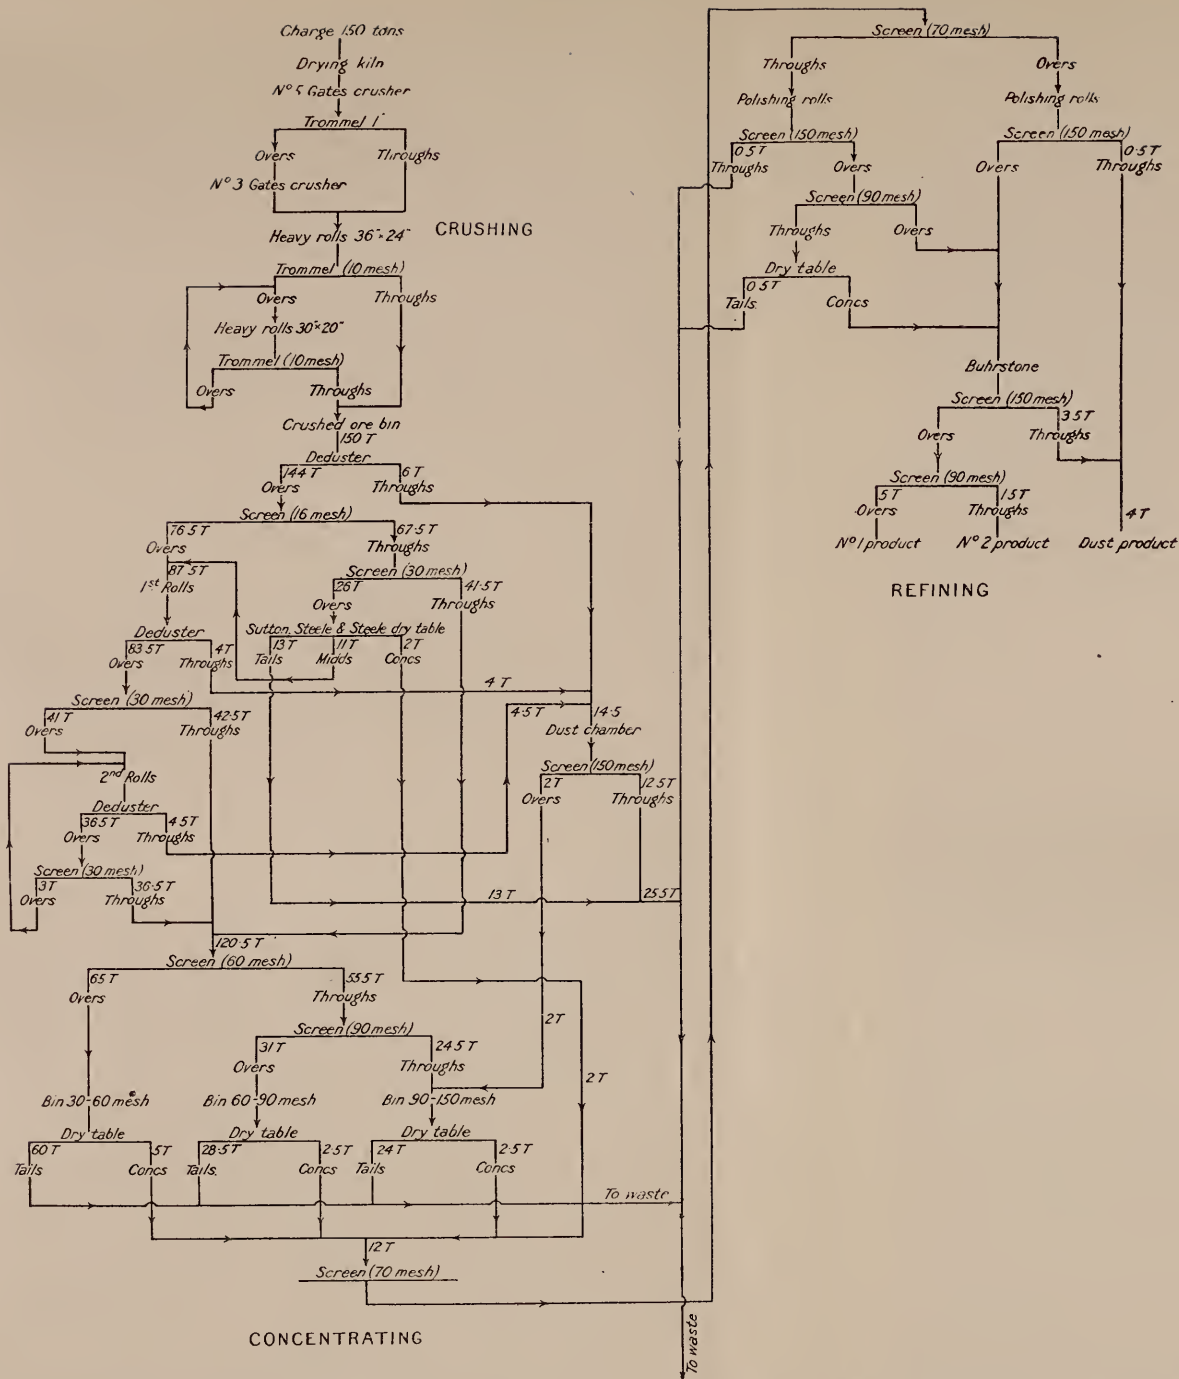 Charge 150 tons
Drying kiln
Nº 5 Gates crusher
Trommel 1"
Overs Throughs
Nº 3 Gates crusher
CRUSHING
Heavy rolls 36"×24"
Trommel (10 mesh)
Overs Throughs
Heavy rolls 30"×20"
Trommel (10 mesh)
Overs Throughs
Crushed ore bin
150 T
Deduster
144 T 6 T
Overs Throughs
Screen (16 mesh)
76·5 T 67·5 T
Overs Throughs
87·5 T
1st Rolls
Screen (30 mesh)
26 T 41·5 T
Overs Throughs
Sutton, Steele & Steele dry table
13 T 11 T 2 T
Tails Midds Concs
Deduster
83·5 T 4 T
Overs Throughs
4 T
Screen (30 mesh)
41 T 42·5 T
Overs Throughs
4·5 T 14·5
Dust chamber
Screen (150 mesh)
2 T 12·5 T
Overs Throughs
2nd Rolls
Deduster
36·5 T 4·5 T
Overs Throughs
Screen (30 mesh)
3 T 36·5 T
Overs Throughs
13 T 25·5 T
120·5 T
Screen (60 mesh)
65 T 55·5 T
Overs Throughs
2 T
2 T
Screen (90 mesh)
31 T 24·5 T
Overs Throughs
Bin 30-60 mesh Bin 60-90 mesh Bin 90-150 mesh
Dry table Dry table Dry table
60 T 5 T 28·5 T 2·5 T 24 T 2·5 T
Tails Concs Tails. Concs Tails Concs
To waste
12 T
Screen (70 mesh)
CONCENTRATING
To waste
Screen (70 mesh)
Throughs Overs
Polishing rolls Polishing rolls
Screen (150 mesh) Screen (150 mesh)
0·5 T 0·5 T
Throughs Overs Overs Throughs
Screen (90 mesh)
Throughs Overs
Dry table
0·5 T
Tails. Concs
Buhrstone
Screen (150 mesh)
3·5 T
Overs Throughs
Screen (90 mesh)
5 T 1·5 T
Overs Throughs
4 T
Nº 1 product Nº 2 product Dust product
REFINING